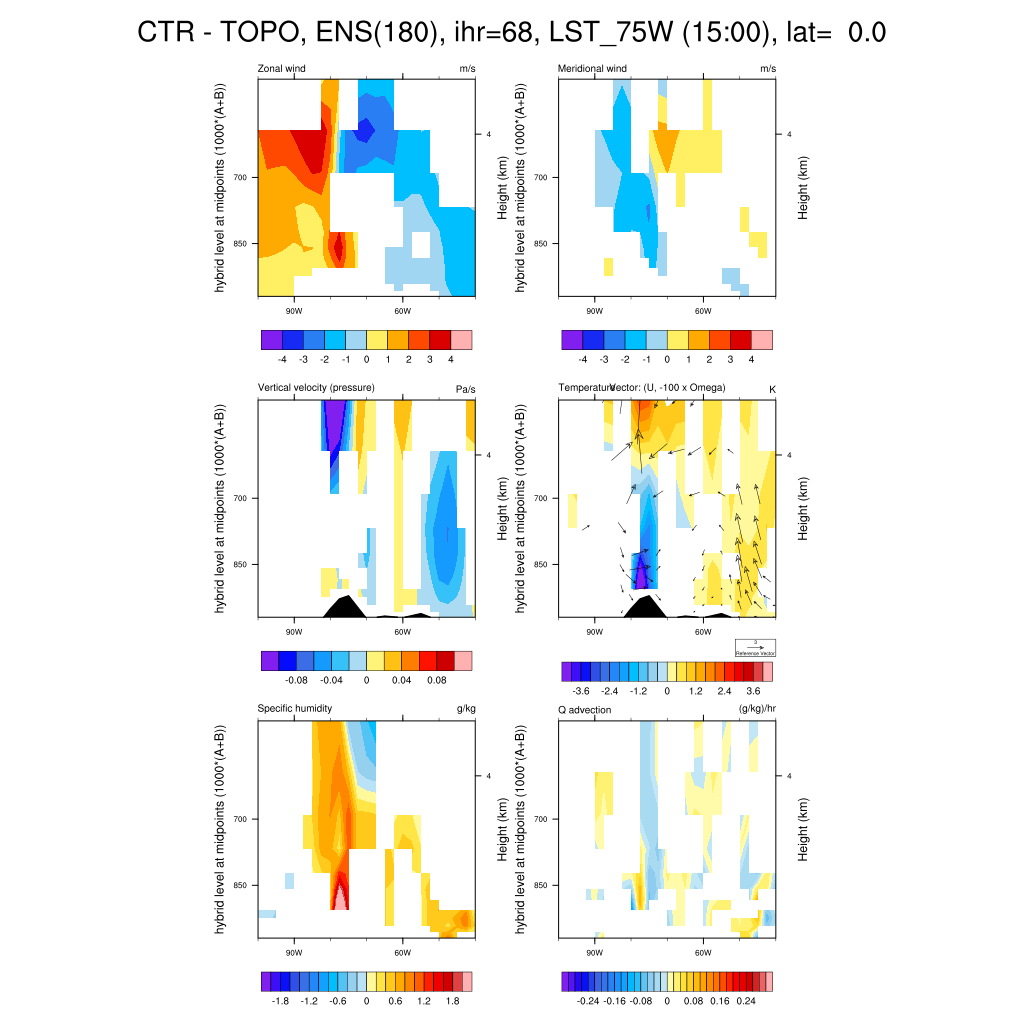 CTR - TOPO, ENS(180), ihr=68, LST_75W (15:00), lat= 0.0
Zonal wind m/s
hybrid level at midpoints (1000*(A+B))
700
850
4
Height (km)
90W 60W
-4 -3 -2 -1 0 1 2 3 4
Meridional wind m/s
hybrid level at midpoints (1000*(A+B))
700
850
4
Height (km)
90W 60W
-4 -3 -2 -1 0 1 2 3 4
Vertical velocity (pressure) Pa/s
hybrid level at midpoints (1000*(A+B))
700
850
4
Height (km)
90W 60W
-0.08 -0.04 0 0.04 0.08
Temperature Vector: (U, -100 x Omega) K
hybrid level at midpoints (1000*(A+B))
700
850
4
Height (km)
90W 60W
3
Reference Vector
-3.6 -2.4 -1.2 0 1.2 2.4 3.6
Specific humidity g/kg
hybrid level at midpoints (1000*(A+B))
700
850
4
Height (km)
90W 60W
-1.8 -1.2 -0.6 0 0.6 1.2 1.8
Q advection (g/kg)/hr
hybrid level at midpoints (1000*(A+B))
700
850
4
Height (km)
90W 60W
-0.24 -0.16 -0.08 0 0.08 0.16 0.24